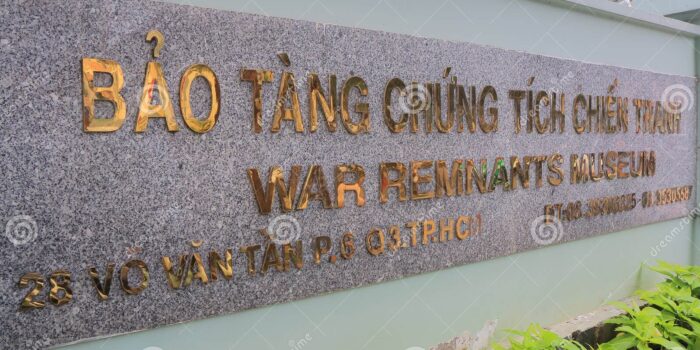 BẢO TÀNG CHỨNG TÍCH CHIẾN TRANH
WAR REMNANTS MUSEUM
28 VÕ VĂN TẦN P.6 Q3.TP.HCM